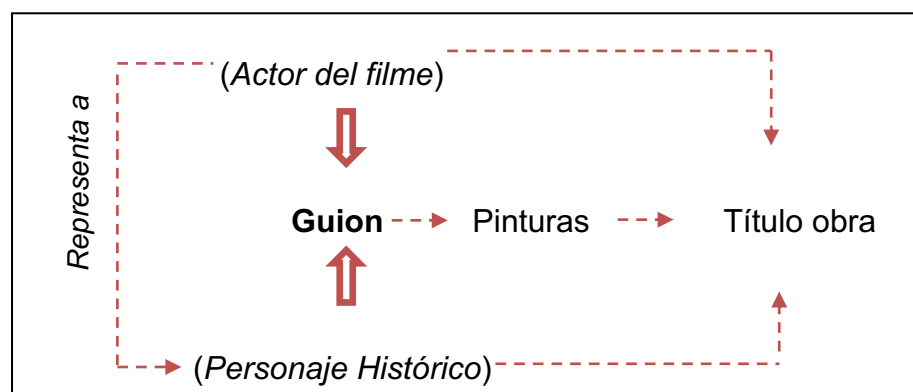 (Actor del filme)
Representa a
Guion
Pinturas
Título obra
(Personaje Histórico)